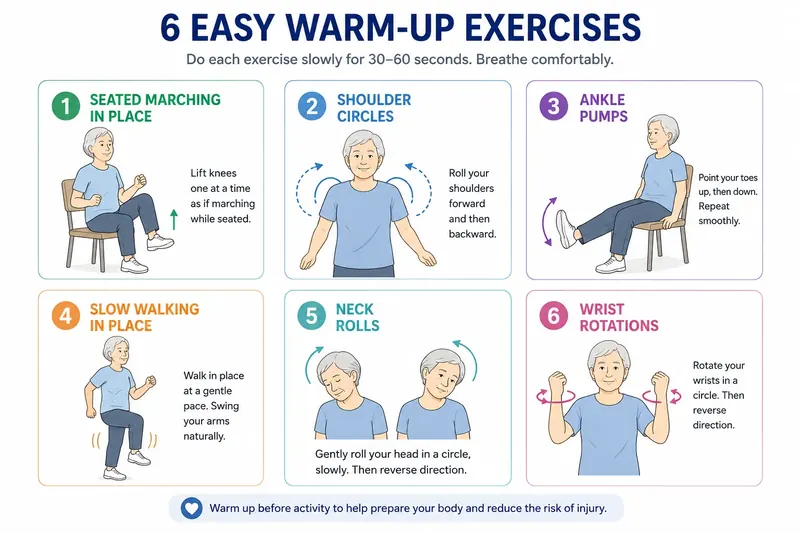 6 EASY WARM-UP EXERCISES
Do each exercise slowly for 30–60 seconds. Breathe comfortably.
1
SEATED MARCHING
IN PLACE
Lift knees
one at a time
as if marching
while seated.
2
SHOULDER
CIRCLES
Roll your
shoulders
forward
and then
backward.
3
ANKLE
PUMPS
Point your toes
up, then down.
Repeat
smoothly.
4
SLOW WALKING
IN PLACE
Walk in place
at a gentle
pace. Swing
your arms
naturally.
5
NECK
ROLLS
Gently roll your head in a circle,
slowly. Then reverse direction.
6
WRIST
ROTATIONS
Rotate your
wrists in a
circle. Then
reverse
direction.
Warm up before activity to help prepare your body and reduce the risk of injury.